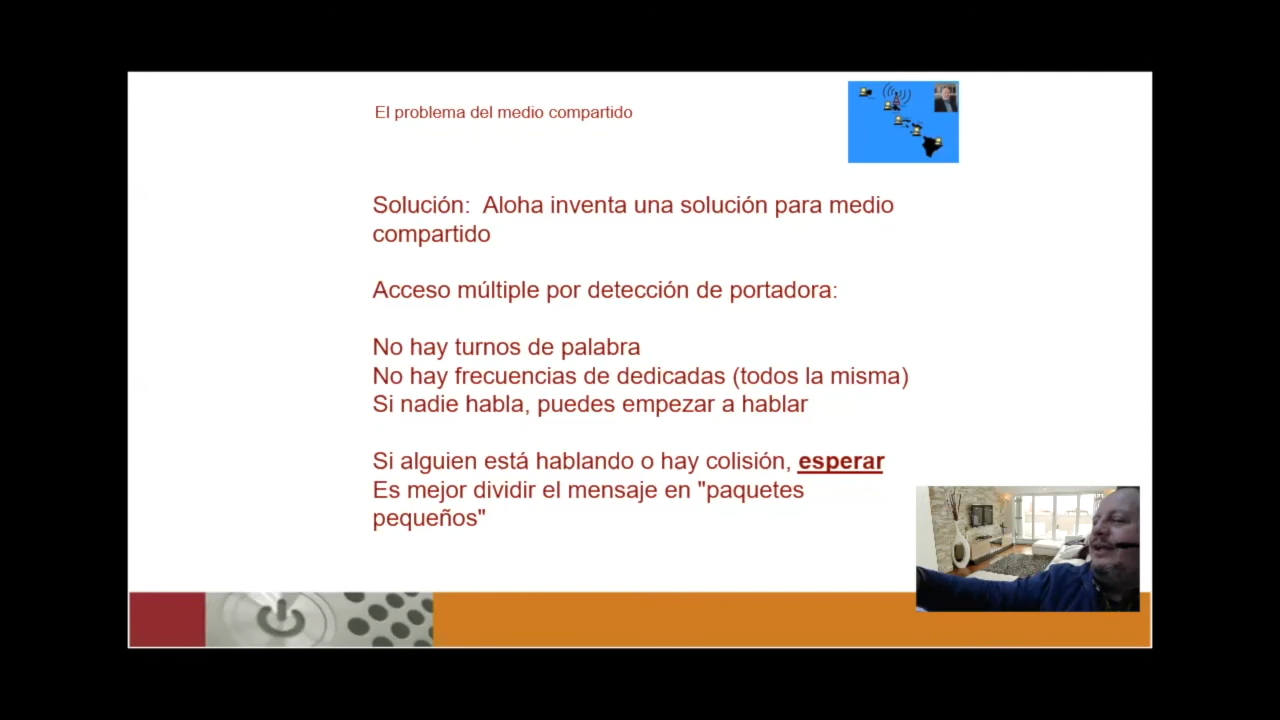 El problema del medio compartido
Solución:  Aloha inventa una solución para medio
compartido
Acceso múltiple por detección de portadora:
No hay turnos de palabra
No hay frecuencias de dedicadas (todos la misma)
Si nadie habla, puedes empezar a hablar
Si alguien está hablando o hay colisión, esperar
Es mejor dividir el mensaje en "paquetes
pequeños"